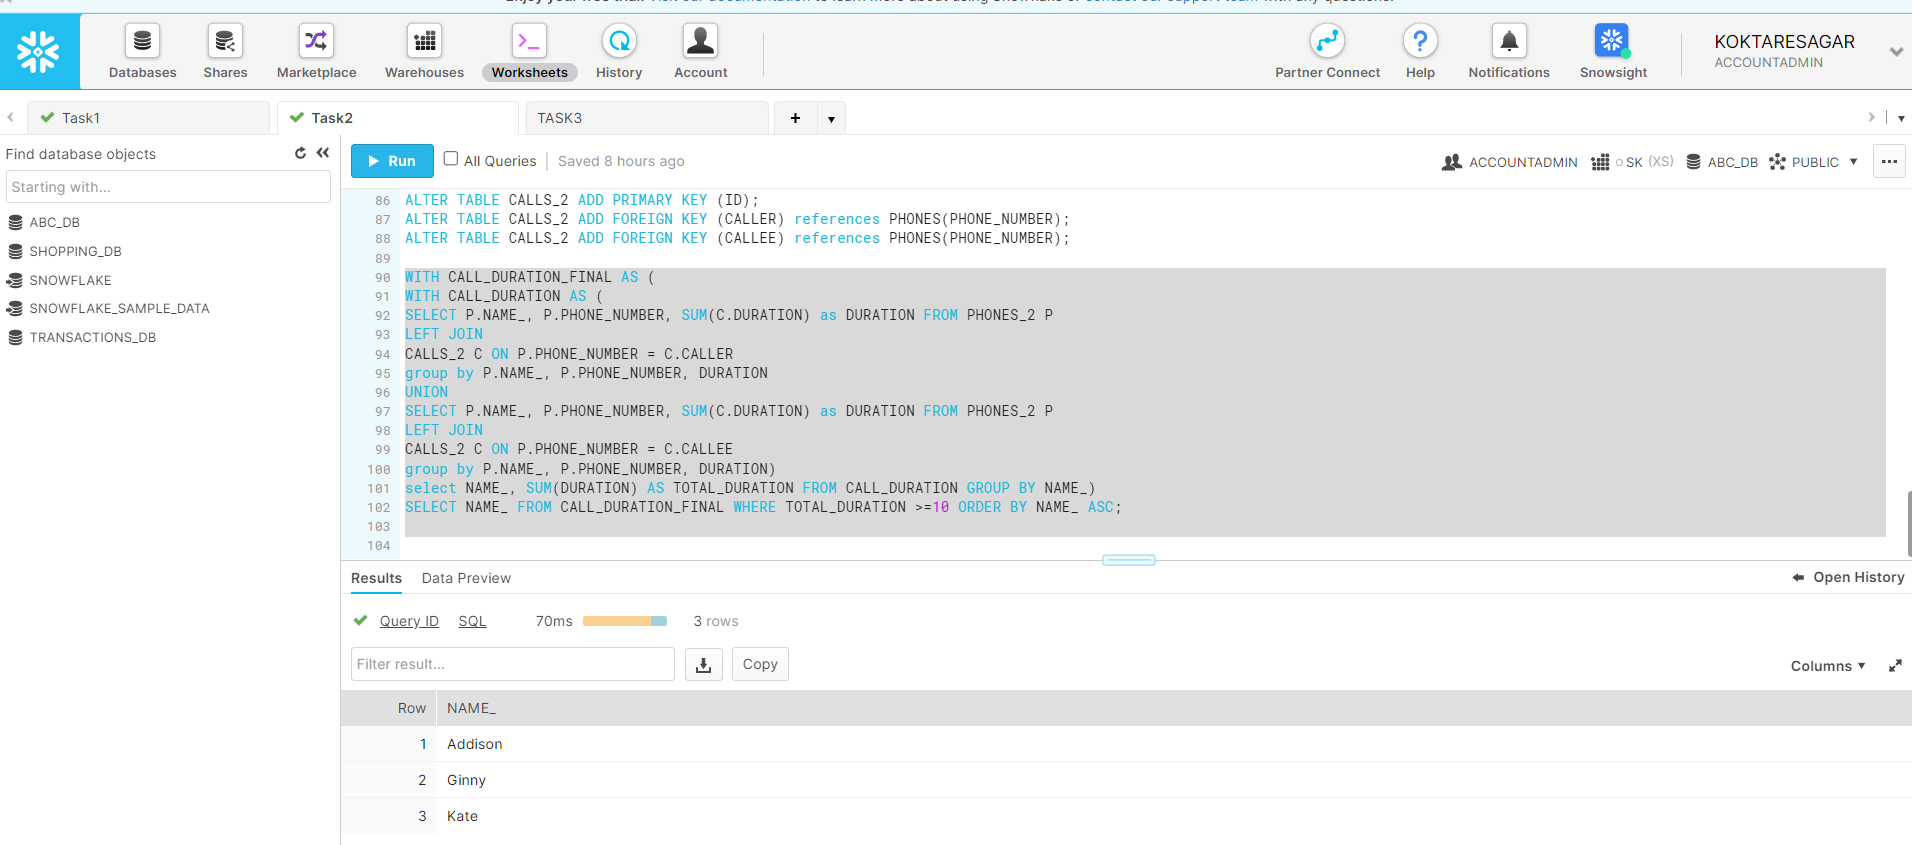 Enjoy your free trial! Visit our documentation to learn more about using Snowflake or contact our support team with any questions.
Databases
Shares
Marketplace
Warehouses
Worksheets
History
Account
Partner Connect
Help
Notifications
Snowsight
KOKTARESAGAR
ACCOUNTADMIN
Task1
Task2
TASK3
Find database objects
Starting with...
ABC_DB
SHOPPING_DB
SNOWFLAKE
SNOWFLAKE_SAMPLE_DATA
TRANSACTIONS_DB
Run
All Queries
Saved 8 hours ago
ACCOUNTADMIN
SK (XS)
ABC_DB
PUBLIC
86 ALTER TABLE CALLS_2 ADD PRIMARY KEY (ID);
87 ALTER TABLE CALLS_2 ADD FOREIGN KEY (CALLER) references PHONES(PHONE_NUMBER);
88 ALTER TABLE CALLS_2 ADD FOREIGN KEY (CALLEE) references PHONES(PHONE_NUMBER);
89
90 WITH CALL_DURATION_FINAL AS (
91 WITH CALL_DURATION AS (
92 SELECT P.NAME_, P.PHONE_NUMBER, SUM(C.DURATION) as DURATION FROM PHONES_2 P
93 LEFT JOIN
94 CALLS_2 C ON P.PHONE_NUMBER = C.CALLER
95 group by P.NAME_, P.PHONE_NUMBER, DURATION
96 UNION
97 SELECT P.NAME_, P.PHONE_NUMBER, SUM(C.DURATION) as DURATION FROM PHONES_2 P
98 LEFT JOIN
99 CALLS_2 C ON P.PHONE_NUMBER = C.CALLEE
100 group by P.NAME_, P.PHONE_NUMBER, DURATION)
101 select NAME_, SUM(DURATION) AS TOTAL_DURATION FROM CALL_DURATION GROUP BY NAME_)
102 SELECT NAME_ FROM CALL_DURATION_FINAL WHERE TOTAL_DURATION >=10 ORDER BY NAME_ ASC;
103
104
Results
Data Preview
Open History
Query ID
SQL
70ms
3 rows
Filter result...
Copy
Columns
Row NAME_
1 Addison
2 Ginny
3 Kate